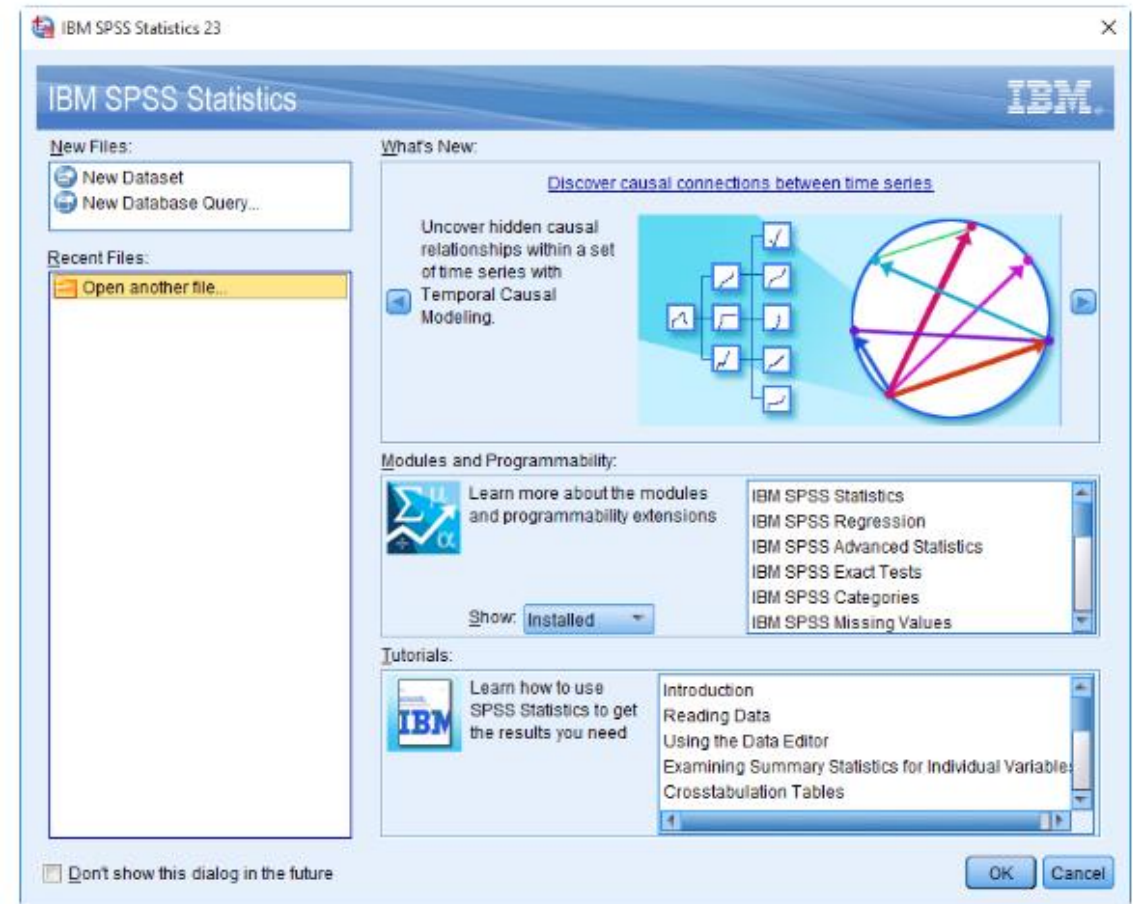 IBM SPSS Statistics 23
IBM SPSS Statistics
IBM.
New Files:
New Dataset
New Database Query...
Recent Files:
Open another file...
What's New:
Discover causal connections between time series
Uncover hidden causal
relationships within a set
of time series with
Temporal Causal
Modeling.
Modules and Programmability:
Σ μ
÷ α
Learn more about the modules
and programmability extensions
Show: Installed
IBM SPSS Statistics
IBM SPSS Regression
IBM SPSS Advanced Statistics
IBM SPSS Exact Tests
IBM SPSS Categories
IBM SPSS Missing Values
Tutorials:
IBM
Learn how to use
SPSS Statistics to get
the results you need
Introduction
Reading Data
Using the Data Editor
Examining Summary Statistics for Individual Variables
Crosstabulation Tables
Don't show this dialog in the future
OK Cancel